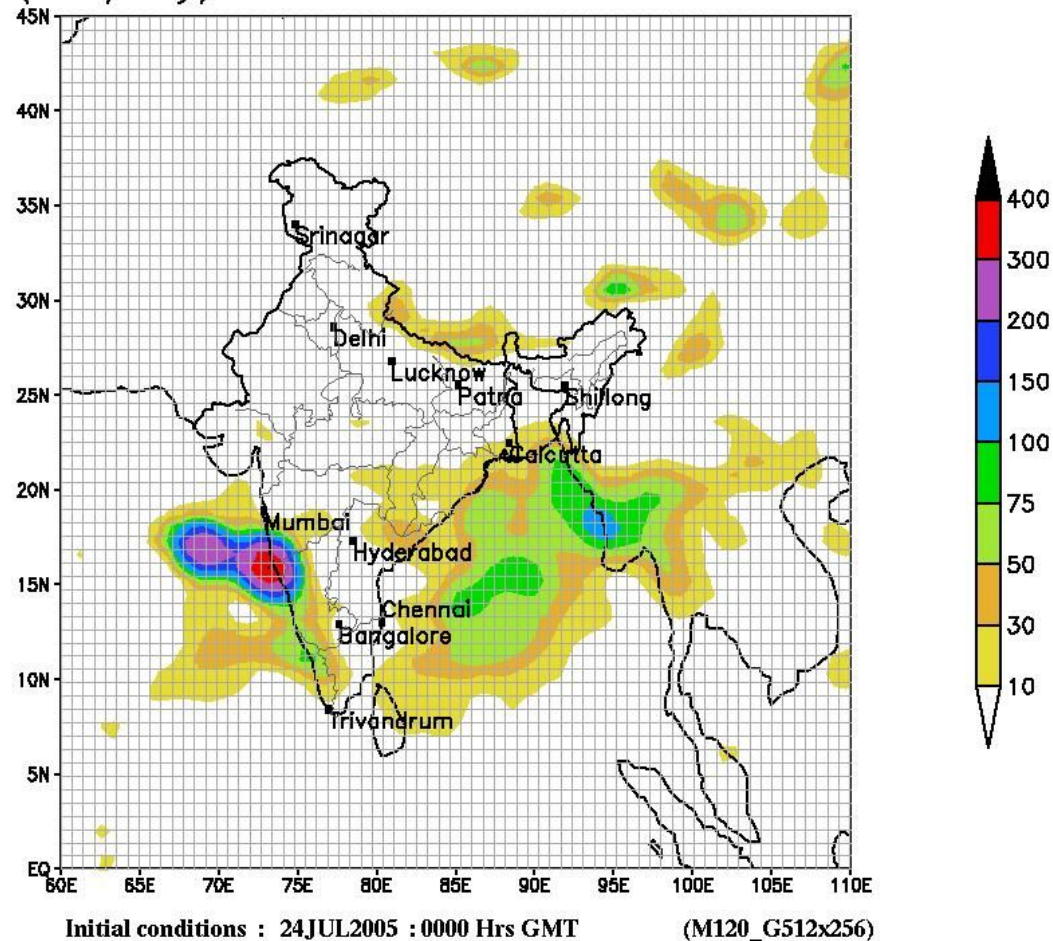 45N
40N
35N
30N
25N
20N
15N
10N
5N
EQ
60E 65E 70E 75E 80E 85E 90E 95E 100E 105E 110E
Srinagar
Delhi
Lucknow
Patna
Shillong
Calcutta
Mumbai
Hyderabad
Chennai
Bangalore
Trivandrum
400
300
200
150
100
75
50
30
10
Initial conditions : 24JUL2005 :0000 Hrs GMT (M120_G512x256)